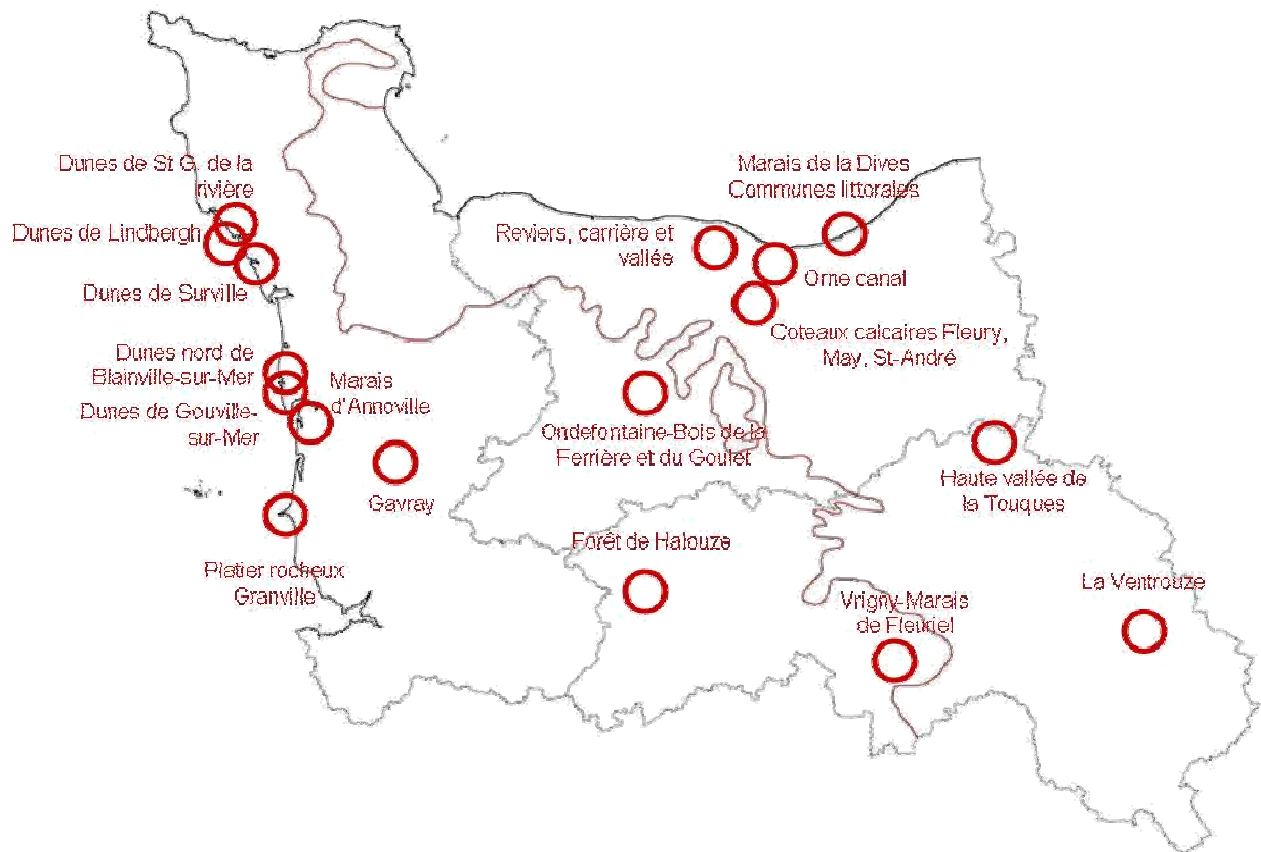 Dunes de St G. de la
rivière
Dunes de Lindbergh
Dunes de Surville
Dunes nord de
Blainville-sur-Mer
Dunes de Gouville-
sur-Mer
Marais
d'Annoville
Gavray
Platier rocheux
Granville
Marais de la Dives
Communes littorales
Reviers, carrière et
vallée
Orne canal
Coteaux calcaires Fleury,
May, St-André
Ondefontaine-Bois de la
Ferrière et du Goulet
Haute vallée de
la Touques
Forêt de Halouze
Vrigny-Marais
de Fleuriel
La Ventrouze